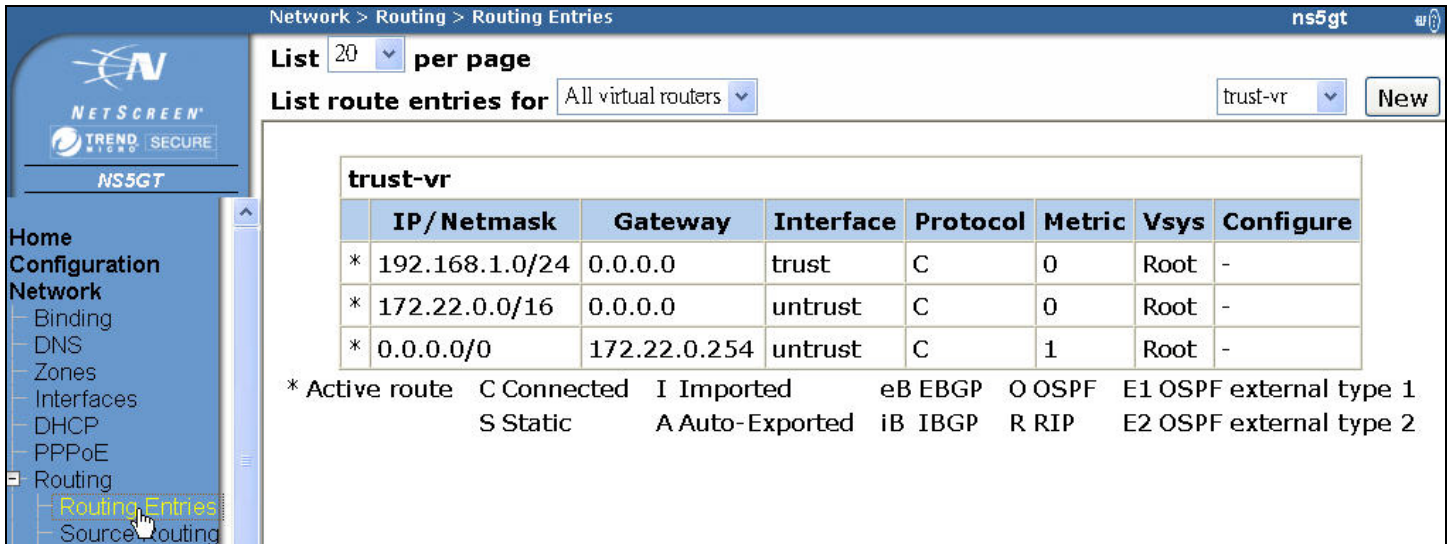 Network > Routing > Routing Entries ns5gt
N
NETSCREEN
TREND MICRO SECURE
NS5GT
Home
Configuration
Network
Binding
DNS
Zones
Interfaces
DHCP
PPPoE
Routing
Routing Entries
Source Routing
List 20 per page
List route entries for All virtual routers trust-vr New
trust-vr
IP/Netmask Gateway Interface Protocol Metric Vsys Configure
* 192.168.1.0/24 0.0.0.0 trust C 0 Root -
* 172.22.0.0/16 0.0.0.0 untrust C 0 Root -
* 0.0.0.0/0 172.22.0.254 untrust C 1 Root -
* Active route C Connected I Imported eB EBGP O OSPF E1 OSPF external type 1
S Static A Auto-Exported iB IBGP R RIP E2 OSPF external type 2